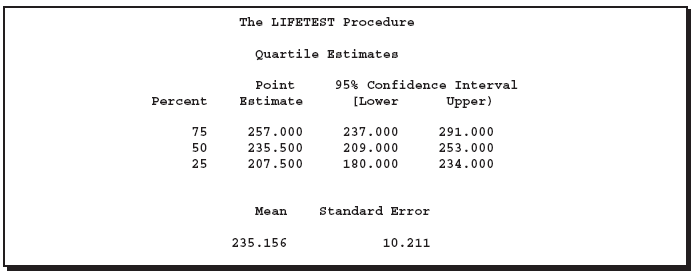 The LIFETEST Procedure
Quartile Estimates
Point 95% Confidence Interval
Percent Estimate [Lower Upper)
75 257.000 237.000 291.000
50 235.500 209.000 253.000
25 207.500 180.000 234.000
Mean Standard Error
235.156 10.211